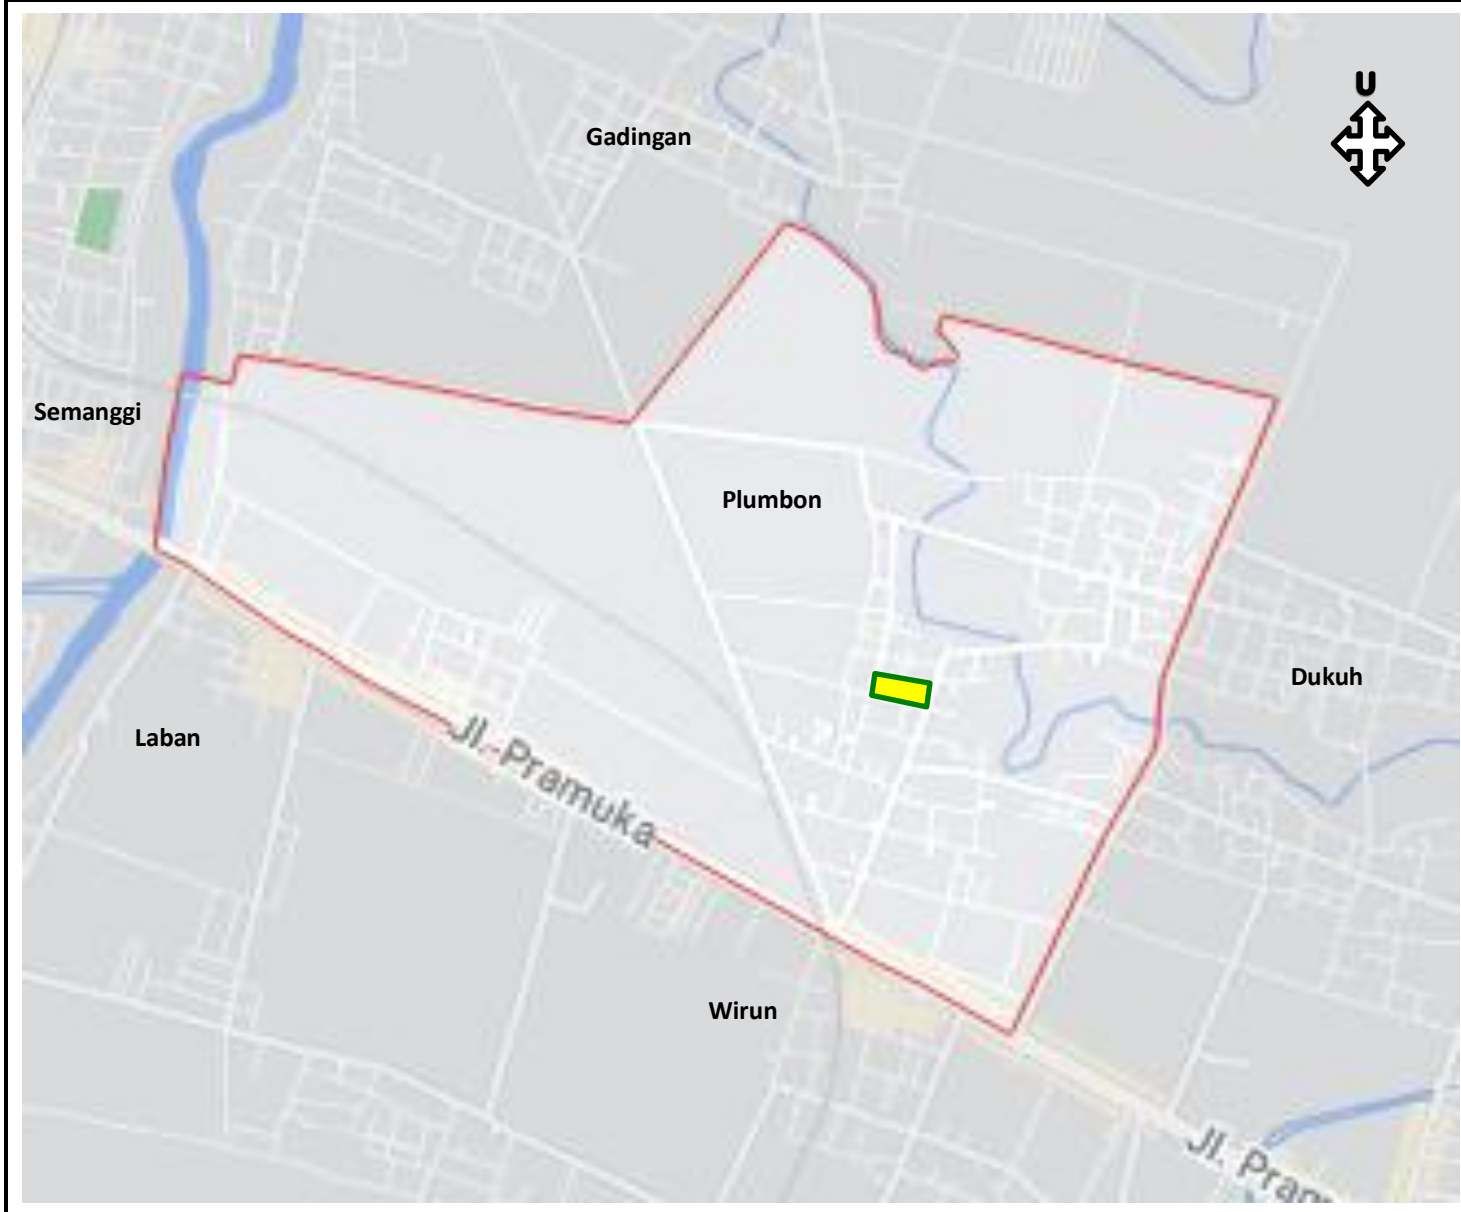 U
Gadingan
Semanggi
Plumbon
Dukuh
Laban
Jl. Pramuka
Wirun
Jl. Pram